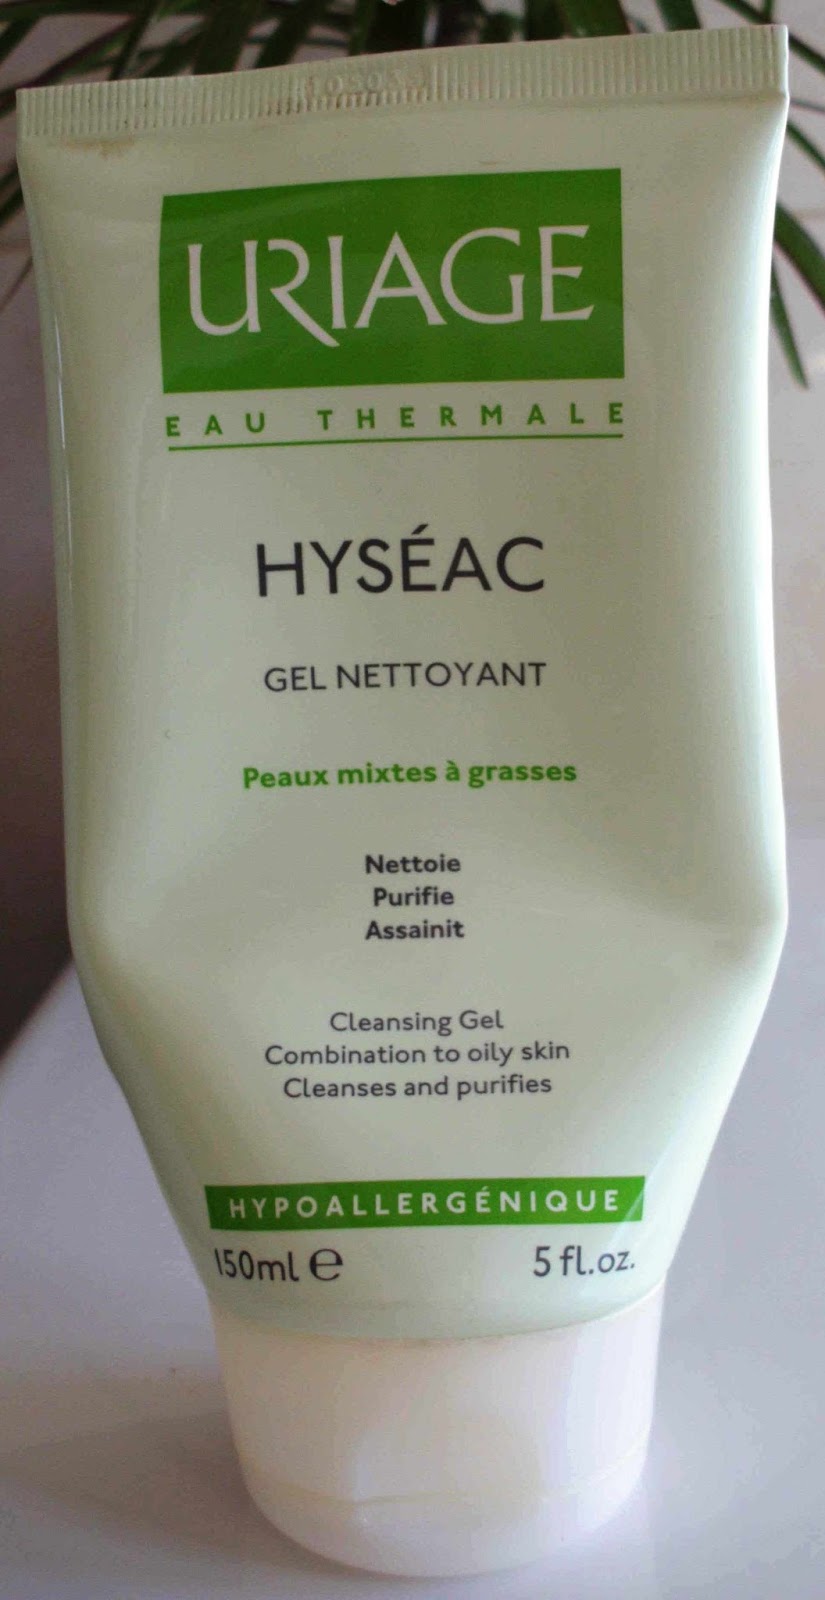 URIAGE
EAU THERMALE
HYSÉAC
GEL NETTOYANT
Peaux mixtes à grasses
Nettoie
Purifie
Assainit
Cleansing Gel
Combination to oily skin
Cleanses and purifies
HYPOALLERGÉNIQUE
150ml ℮ 5 fl.oz.